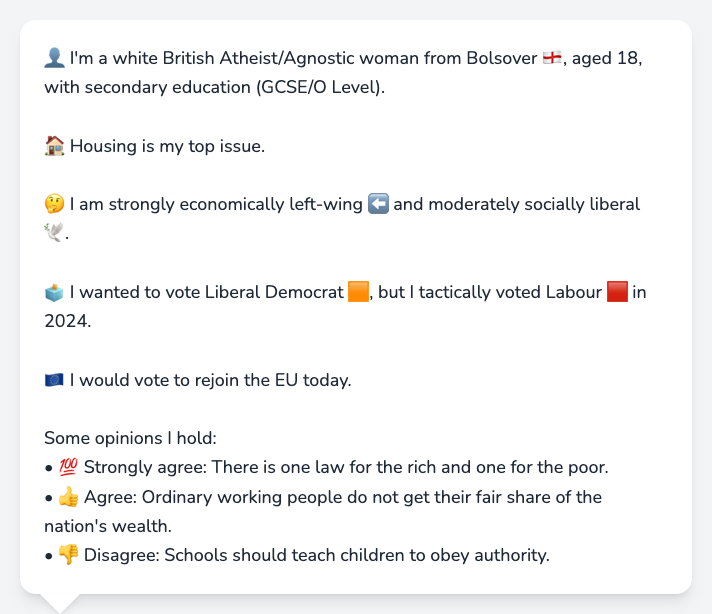 👤 I'm a white British Atheist/Agnostic woman from Bolsover 🏴󠁧󠁢󠁥󠁮󠁧󠁿, aged 18,
with secondary education (GCSE/O Level).
🏠 Housing is my top issue.
🤔 I am strongly economically left-wing ⬅️ and moderately socially liberal
🕊️.
🗳️ I wanted to vote Liberal Democrat 🟧, but I tactically voted Labour 🟥 in
2024.
🇪🇺 I would vote to rejoin the EU today.
Some opinions I hold:
• 💯 Strongly agree: There is one law for the rich and one for the poor.
• 👍 Agree: Ordinary working people do not get their fair share of the
nation's wealth.
• 👎 Disagree: Schools should teach children to obey authority.